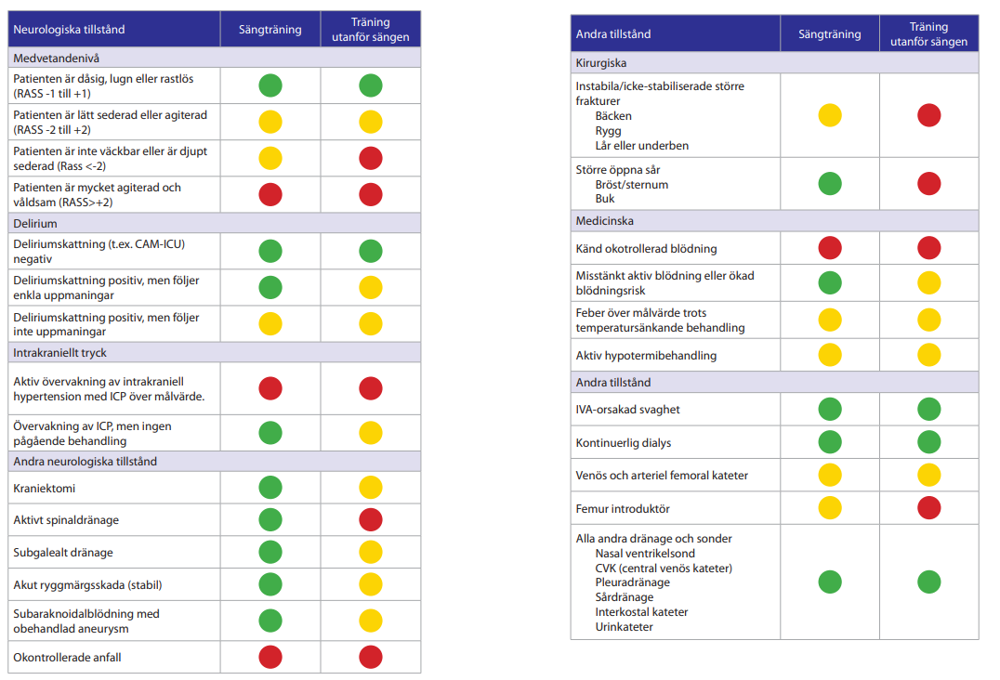 Neurologiska tillstånd
Sängträning
Träning
utanför sängen
Medvetandenivå
Patienten är dåsig, lugn eller rastlös
(RASS -1 till +1)
Patienten är lätt sederad eller agiterad
(RASS -2 till +2)
Patienten är inte väckbar eller är djupt
sederad (Rass <-2)
Patienten är mycket agiterad och
våldsam (RASS>+2)
Delirium
Deliriumskattning (t.ex. CAM-ICU)
negativ
Deliriumskattning positiv, men följer
enkla uppmaningar
Deliriumskattning positiv, men följer
inte uppmaningar
Intrakraniellt tryck
Aktiv övervakning av intrakraniell
hypertension med ICP över målvärde.
Övervakning av ICP, men ingen
pågående behandling
Andra neurologiska tillstånd
Kraniektomi
Aktivt spinaldränage
Subgalealt dränage
Akut ryggmärgsskada (stabil)
Subaraknoidalblödning med
obehandlad aneurysm
Okontrollerade anfall
Andra tillstånd
Sängträning
Träning
utanför sängen
Kirurgiska
Instabila/icke-stabiliserade större
frakturer
Bäcken
Rygg
Lår eller underben
Större öppna sår
Bröst/sternum
Buk
Medicinska
Känd okotrollerad blödning
Misstänkt aktiv blödning eller ökad
blödningsrisk
Feber över målvärde trots
temperatursänkande behandling
Aktiv hypotermibehandling
Andra tillstånd
IVA-orsakad svaghet
Kontinuerlig dialys
Venös och arteriel femoral kateter
Femur introduktör
Alla andra dränage och sonder
Nasal ventrikelsond
CVK (central venös kateter)
Pleuradränage
Sårdränage
Interkostal kateter
Urinkateter